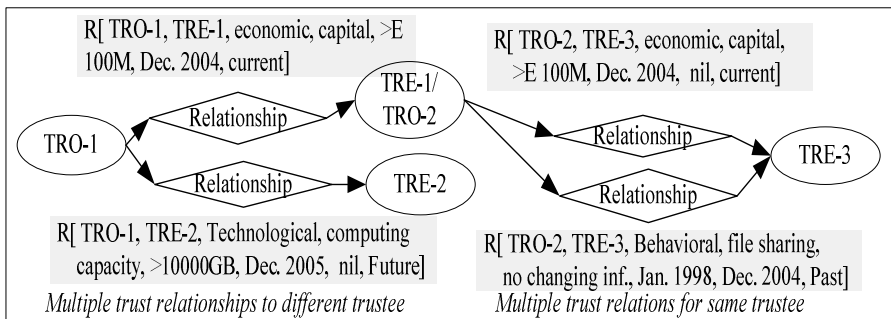 R[ TRO-1, TRE-1, economic, capital, >E
100M, Dec. 2004, current]
R[ TRO-2, TRE-3, economic, capital,
>E 100M, Dec. 2004, nil, current]
TRO-1
Relationship
Relationship
TRE-1/
TRO-2
TRE-2
Relationship
Relationship
TRE-3
R[ TRO-1, TRE-2, Technological, computing
capacity, >10000GB, Dec. 2005, nil, Future]
Multiple trust relationships to different trustee
R[ TRO-2, TRE-3, Behavioral, file sharing,
no changing inf., Jan. 1998, Dec. 2004, Past]
Multiple trust relations for same trustee